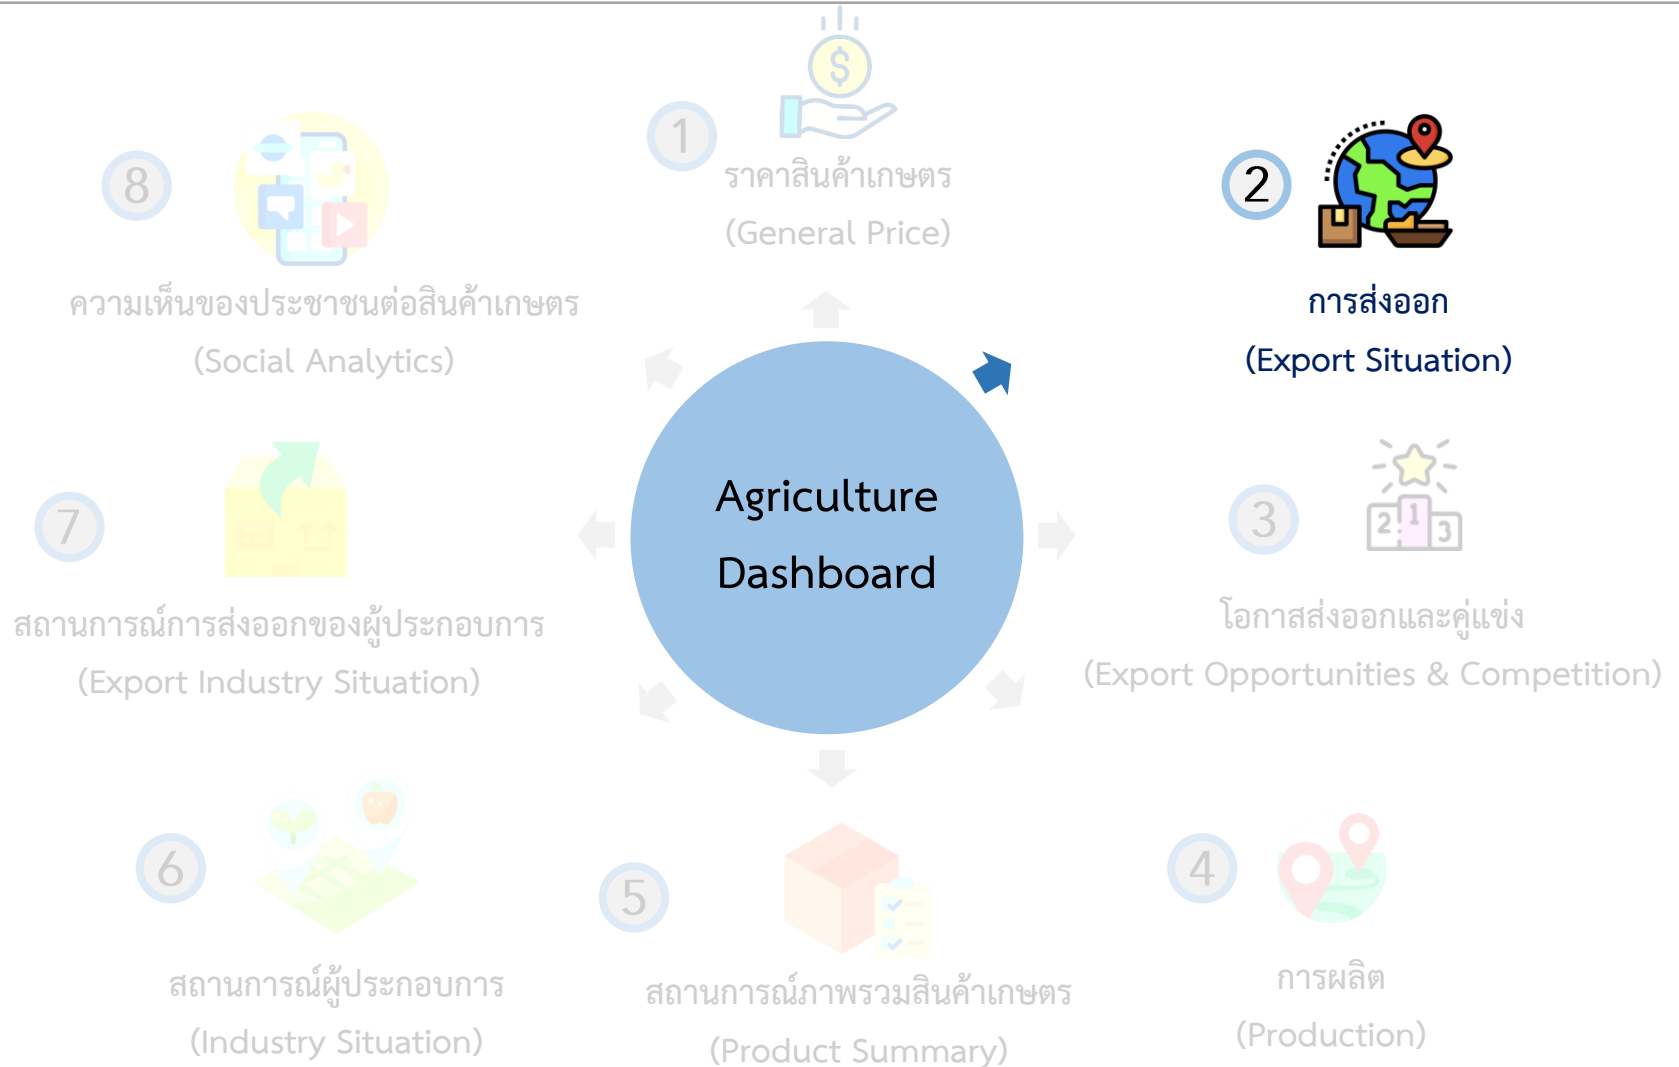 1
ราคาสินค้าเกษตร
(General Price)
2
การส่งออก
(Export Situation)
3
2 1 3
โอกาสส่งออกและคู่แข่ง
(Export Opportunities & Competition)
4
การผลิต
(Production)
5
สถานการณ์ภาพรวมสินค้าเกษตร
(Product Summary)
6
สถานการณ์ผู้ประกอบการ
(Industry Situation)
7
สถานการณ์การส่งออกของผู้ประกอบการ
(Export Industry Situation)
8
ความเห็นของประชาชนต่อสินค้าเกษตร
(Social Analytics)
Agriculture
Dashboard
$